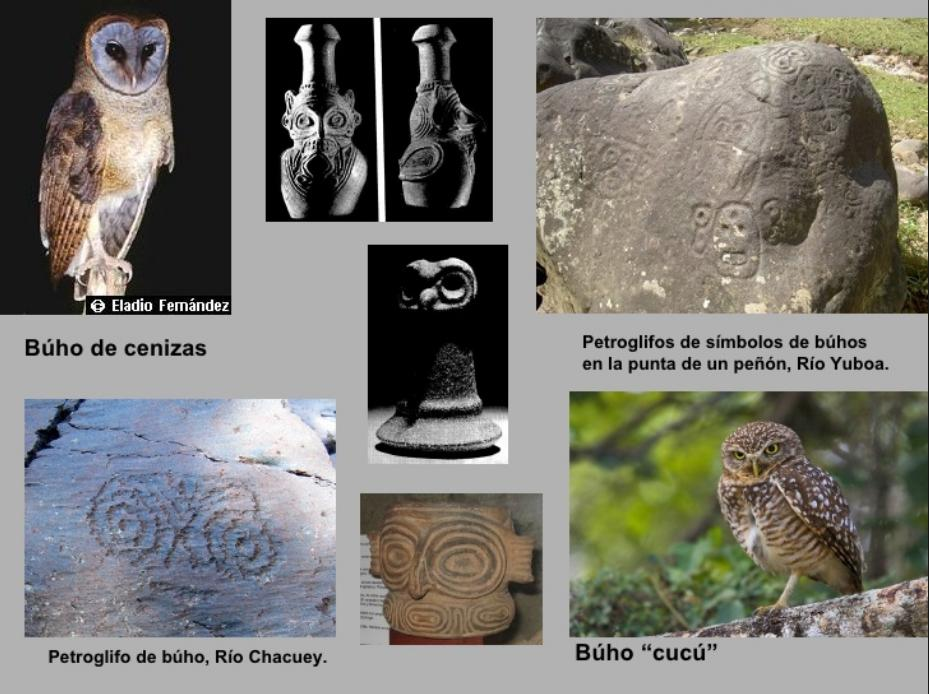 © Eladio Fernández
Búho de cenizas
Petroglifos de símbolos de búhos
en la punta de un peñón, Río Yuboa.
Petroglifo de búho, Río Chacuey.
Búho “cucú”